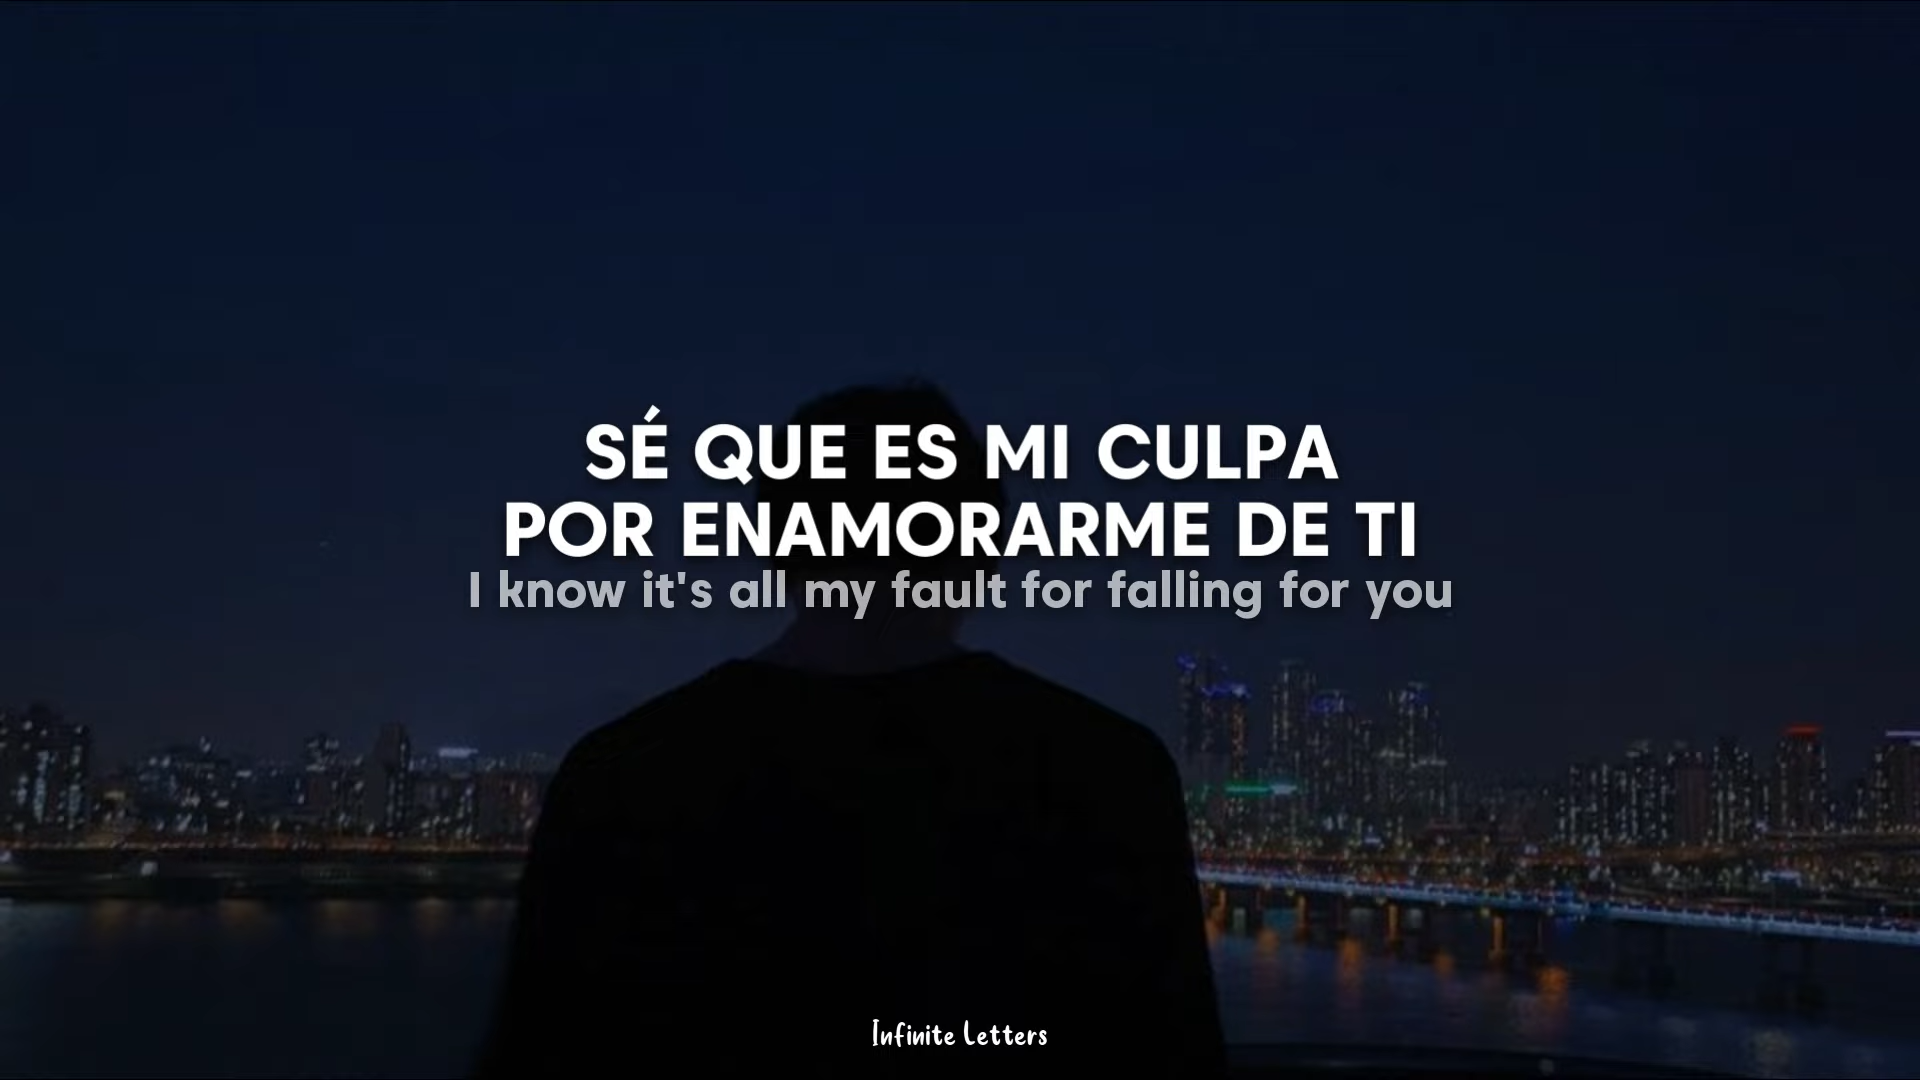 SÉ QUE ES MI CULPA
POR ENAMORARME DE TI
I know it's all my fault for falling for you
Infinite Letters